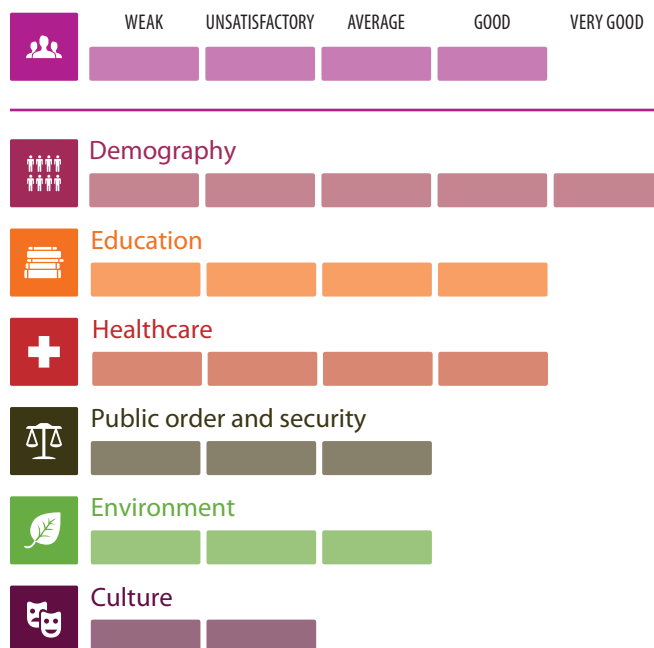 WEAK UNSATISFACTORY AVERAGE GOOD VERY GOOD
Demography
Education
Healthcare
Public order and security
Environment
Culture